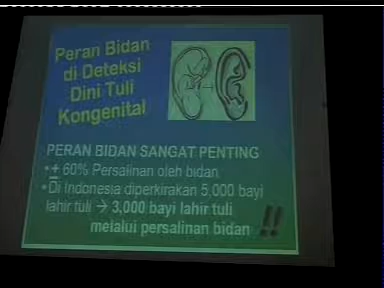 Peran Bidan
di Deteksi
Dini Tuli
Kongenital
PERAN BIDAN SANGAT PENTING
• ± 60% Persalinan oleh bidan
• Di Indonesia diperkirakan 5,000 bayi
lahir tuli → 3,000 bayi lahir tuli
melalui persalinan bidan !!